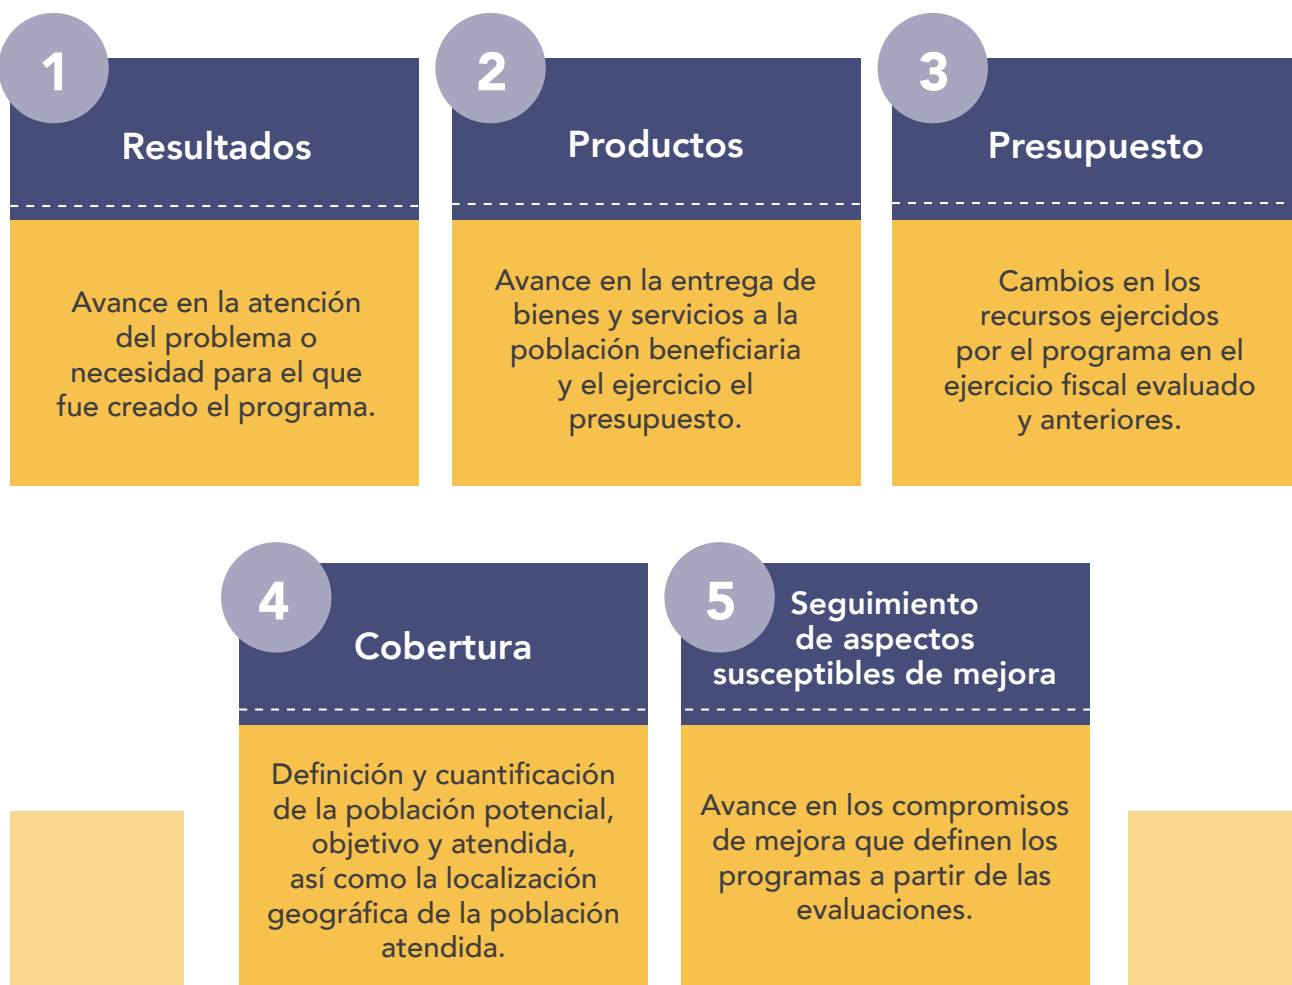 1
Resultados
Avance en la atención
del problema o
necesidad para el que
fue creado el programa.
2
Productos
Avance en la entrega de
bienes y servicios a la
población beneficiaria
y el ejercicio el
presupuesto.
3
Presupuesto
Cambios en los
recursos ejercidos
por el programa en el
ejercicio fiscal evaluado
y anteriores.
4
Cobertura
Definición y cuantificación
de la población potencial,
objetivo y atendida,
así como la localización
geográfica de la población
atendida.
5
Seguimiento
de aspectos
susceptibles de mejora
Avance en los compromisos
de mejora que definen los
programas a partir de las
evaluaciones.